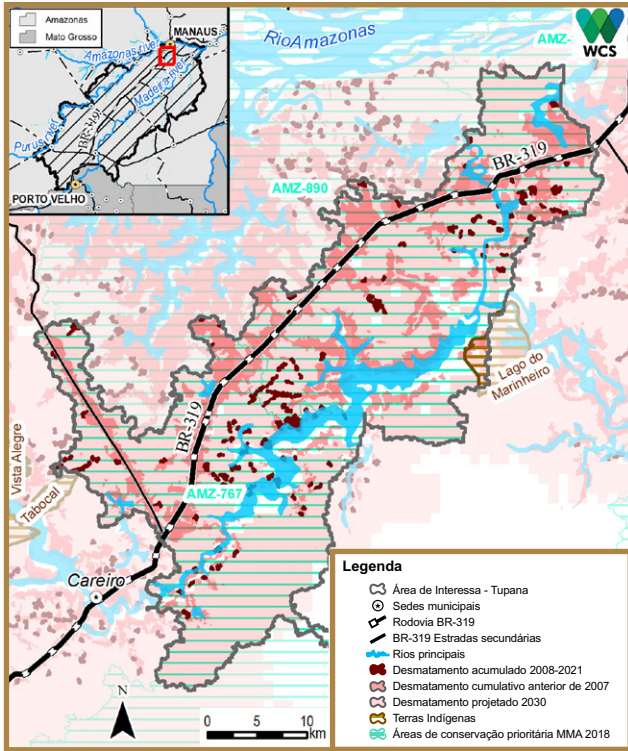 Amazonas
Mato Grosso
MANAUS
Amazonas river
Madeira river
BR-319
Purus river
PORTO VELHO
RioAmazonas
AMZ-
WCS
BR-319
AMZ-890
Lago do
Marinheiro
BR-319
Vista Alegre
Tabocal
AMZ-767
Careiro
N
0 5 10
km
Legenda
Área de Interessa - Tupana
Sedes municipais
Rodovia BR-319
BR-319 Estradas secundárias
Rios principais
Desmatamento acumulado 2008-2021
Desmatamento cumulativo anterior de 2007
Desmatamento projetado 2030
Terras Indígenas
Áreas de conservação prioritária MMA 2018